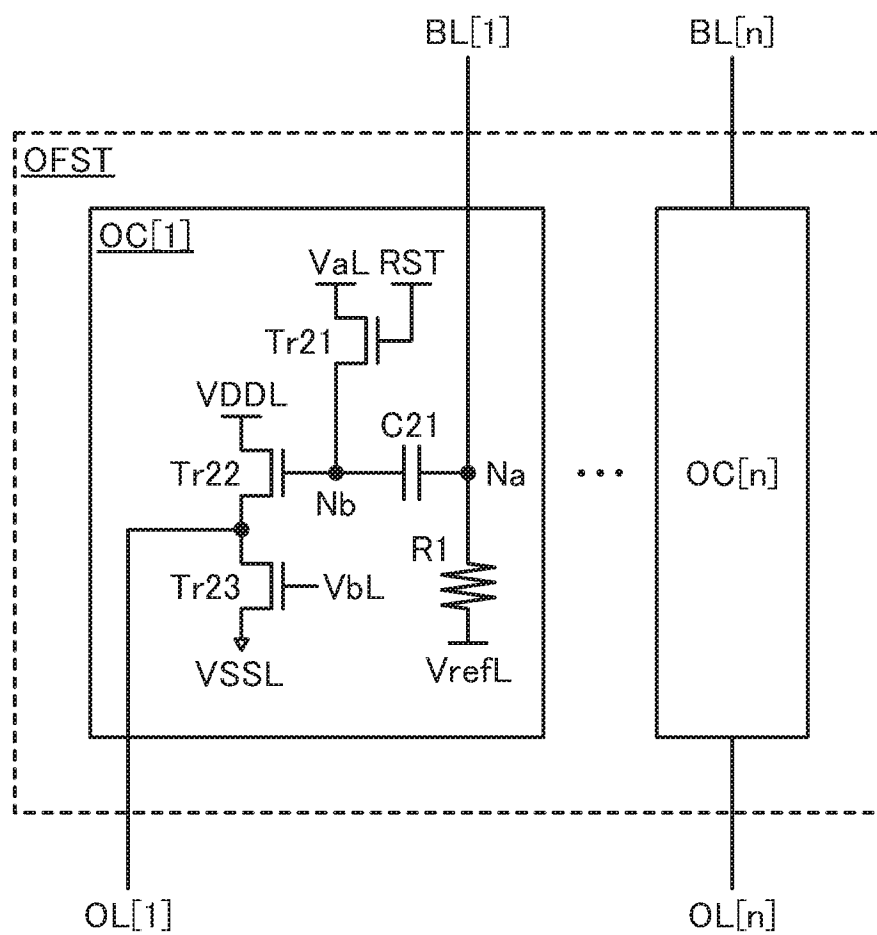 BL[1] BL[n]
OFST
OC[1]
VaL RST
Tr21
VDDL
C21
Tr22
Nb
Na
... OC[n]
R1
Tr23
VbL
VSSL
VrefL
OL[1] OL[n]